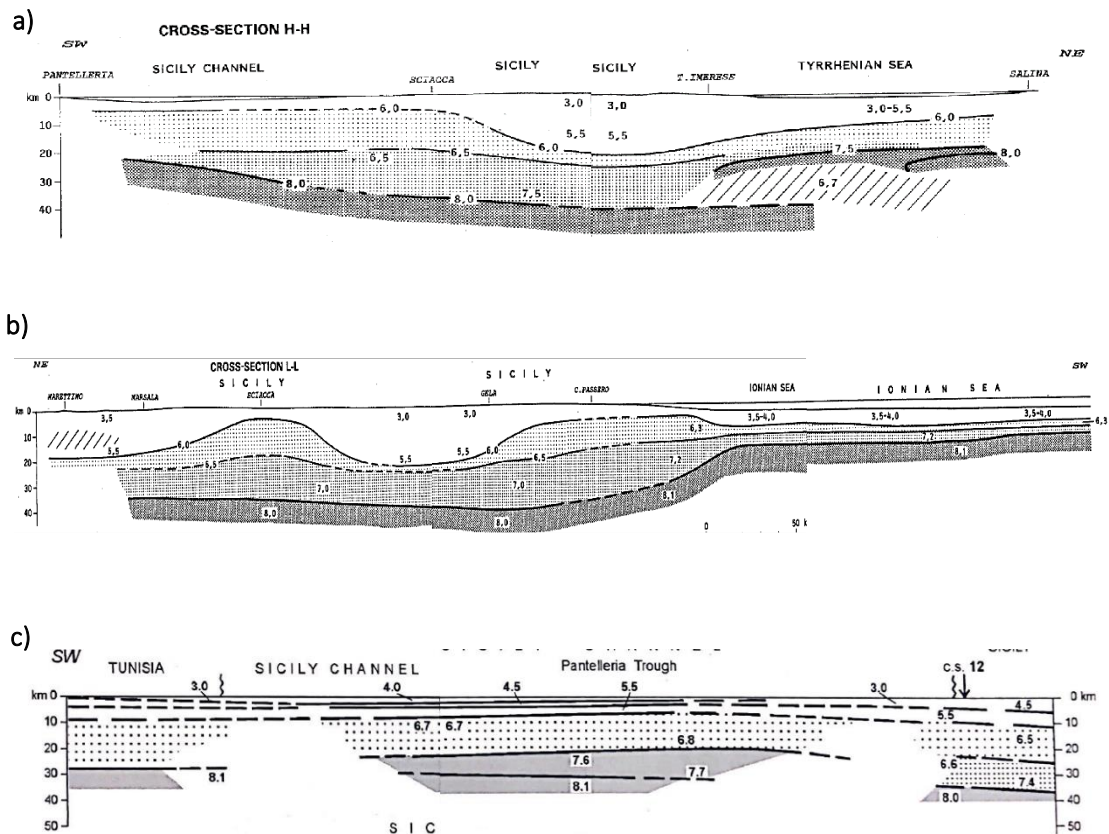 a)
CROSS-SECTION H-H
SW
NE
PANTELLERIA SICILY CHANNEL SCIACCA SICILY SICILY T.IMERESE TYRRHENIAN SEA SALINA
km 0
3,0 3,0
3,0-5,5
6,0 6,0
10
5,5 5,5
6,0
20
6,5 6,5
7,5
8,0
30
8,0
7,5
6,7
40
8,0
b)
NE
CROSS-SECTION L-L
SICILY
SICILY
SW
MARETTIMO MARSALA SCIACCA GELA C.PASSERO IONIAN SEA IONIAN SEA
km 0
3,5 3,0 3,0 3,5-4,0 3,5-4,0 3,5-4,0
6,3 6,3
10
5,5 6,0 5,5 5,5 6,0
20
6,5 6,5
7,2 7,2
30
7,0 7,0
8,1 8,1
40
8,0 8,0
0 50 k
c)
SW
TUNISIA SICILY CHANNEL Pantelleria Trough
C.S. 12
3.0 4.0 4.5 5.5 3.0
km 0 0 km
4.5
5.5
10 10
6.7 6.7
6.8
6.5
20 20
7.6
6.6
30 30
8.1 7.7
8.1
7.4
40 40
8.0
50 50
SIC